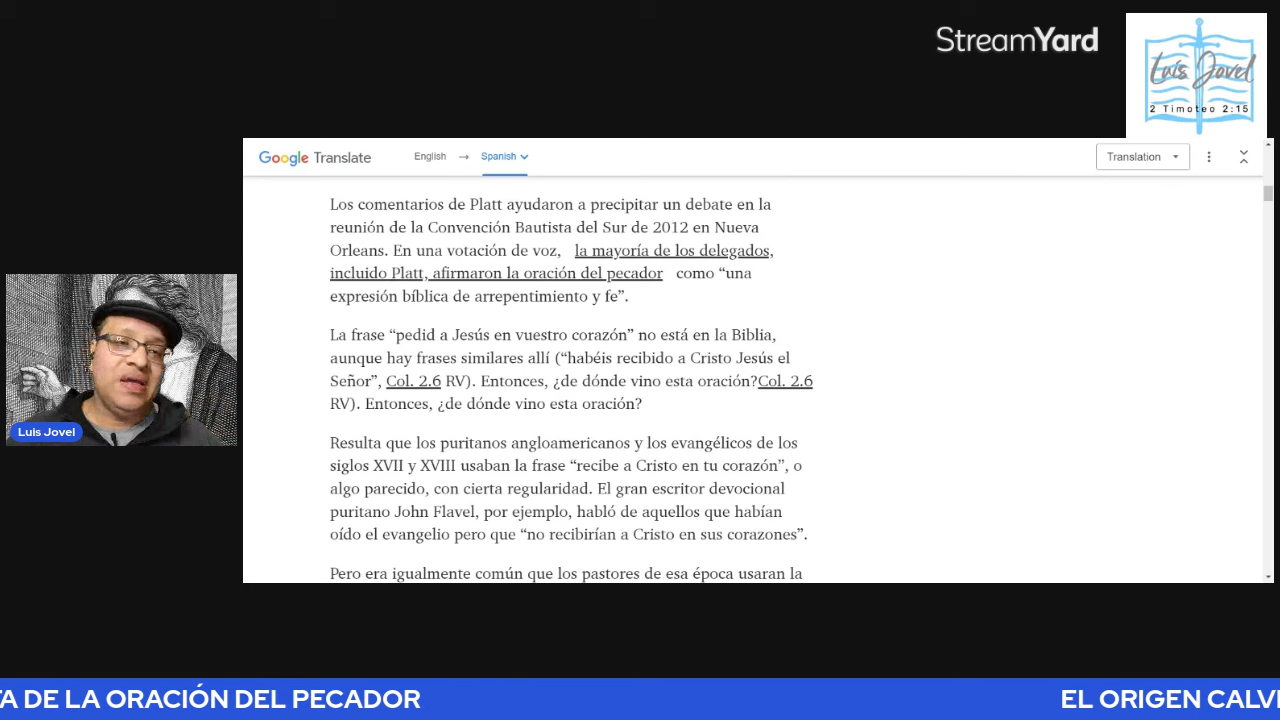 StreamYard
Luis Jovel
2 Timoteo 2:15
Google Translate
English → Spanish
Translation
Los comentarios de Platt ayudaron a precipitar un debate en la
reunión de la Convención Bautista del Sur de 2012 en Nueva
Orleans. En una votación de voz, la mayoría de los delegados,
incluido Platt, afirmaron la oración del pecador como “una
expresión bíblica de arrepentimiento y fe”.
La frase “pedid a Jesús en vuestro corazón” no está en la Biblia,
aunque hay frases similares allí (“habéis recibido a Cristo Jesús el
Señor”, Col. 2.6 RV). Entonces, ¿de dónde vino esta oración?Col. 2.6
RV). Entonces, ¿de dónde vino esta oración?
Resulta que los puritanos angloamericanos y los evangélicos de los
siglos XVII y XVIII usaban la frase “recibe a Cristo en tu corazón”, o
algo parecido, con cierta regularidad. El gran escritor devocional
puritano John Flavel, por ejemplo, habló de aquellos que habían
oído el evangelio pero que “no recibirían a Cristo en sus corazones”.
Pero era igualmente común que los pastores de esa época usaran la
Luis Jovel
TA DE LA ORACIÓN DEL PECADOR
EL ORIGEN CALVI